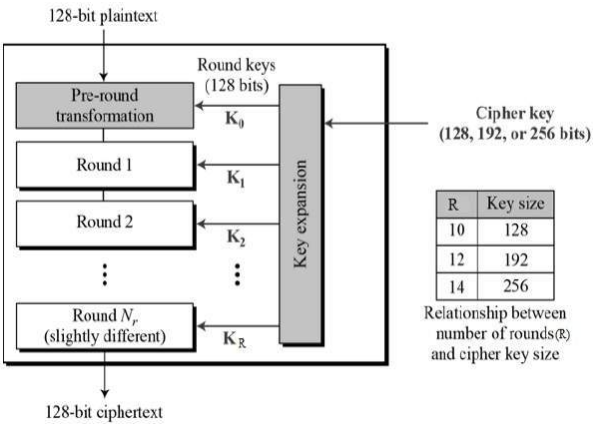 128-bit plaintext
Round keys
(128 bits)
Pre-round
transformation
K₀
Cipher key
(128, 192, or 256 bits)
Round 1
K₁
Key expansion
Round 2
K₂
Round Nᵣ
(slightly different)
K_R
128-bit ciphertext
R Key size
10 128
12 192
14 256
Relationship between
number of rounds(R)
and cipher key size